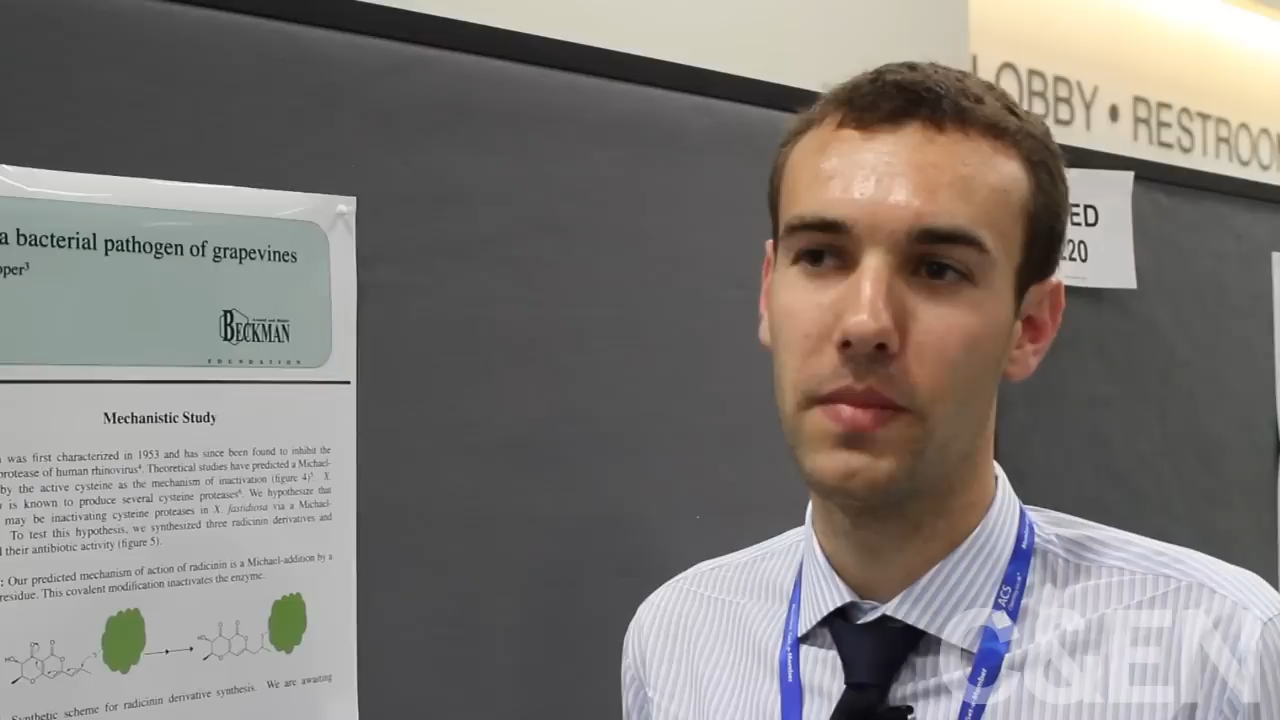 LOBBY • RESTROO
ED
20
a bacterial pathogen of grapevines
pper³
BECKMAN
FOUNDATION
Mechanistic Study
was first characterized in 1953 and has since been found to inhibit the
protease of human rhinovirus⁴. Theoretical studies have predicted a Michael-
by the active cysteine as the mechanism of inactivation (figure 4)⁵. X.
is known to produce several cysteine proteases⁶. We hypothesize that
may be inactivating cysteine proteases in X. fastidiosa via a Michael-
To test this hypothesis, we synthesized three radicinin derivatives and
their antibiotic activity (figure 5).
: Our predicted mechanism of action of radicinin is a Michael-addition by a
residue. This covalent modification inactivates the enzyme.
Synthetic scheme for radicinin derivative synthesis. We are awaiting
ACS
C&EN